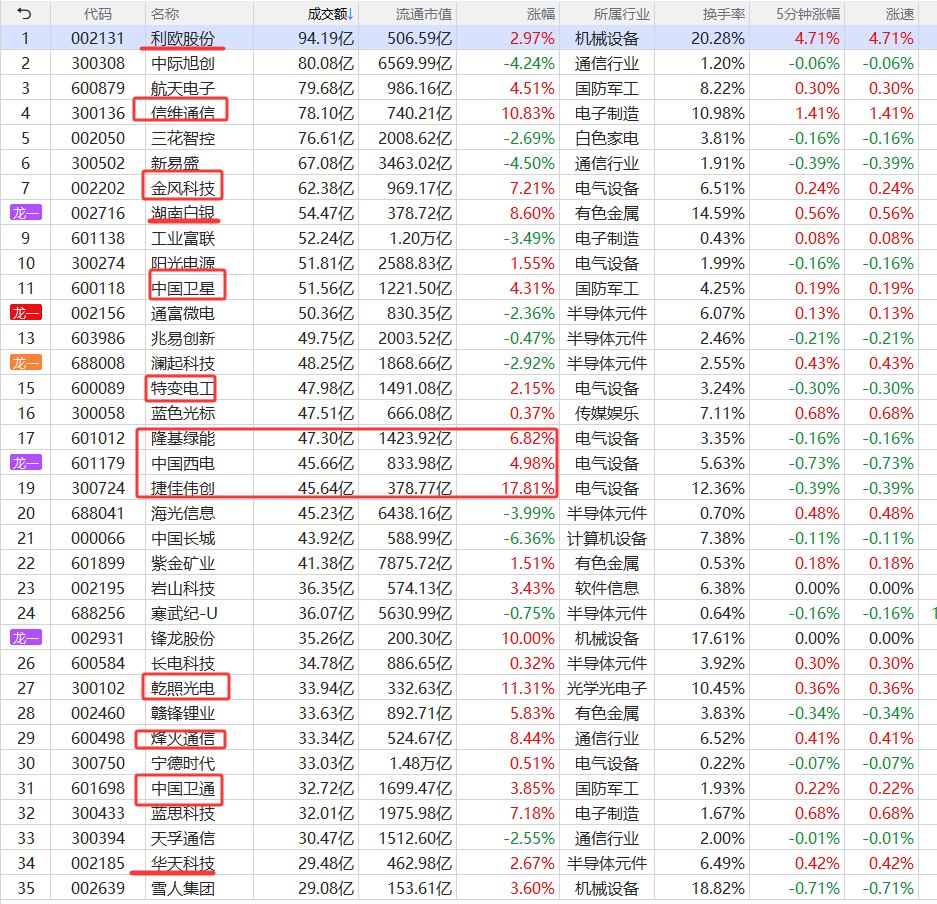 代码 名称 成交额↓ 流通市值 涨幅 所属行业 换手率 5分钟涨幅 涨速
1 002131 利欧股份 94.19亿 506.59亿 2.97% 机械设备 20.28% 4.71% 4.71%
2 300308 中际旭创 80.08亿 6569.99亿 -4.24% 通信行业 1.20% -0.06% -0.06%
3 600879 航天电子 79.68亿 986.16亿 4.51% 国防军工 8.22% 0.30% 0.30%
4 300136 信维通信 78.10亿 740.21亿 10.83% 电子制造 10.98% 1.41% 1.41%
5 002050 三花智控 76.61亿 2008.62亿 -2.69% 白色家电 3.81% -0.16% -0.16%
6 300502 新易盛 67.08亿 3463.02亿 -4.50% 通信行业 1.91% -0.39% -0.39%
7 002202 金风科技 62.38亿 969.17亿 7.21% 电气设备 6.51% 0.24% 0.24%
龙一 002716 湖南白银 54.47亿 378.72亿 8.60% 有色金属 14.59% 0.56% 0.56%
9 601138 工业富联 52.24亿 1.20万亿 -3.49% 电子制造 0.43% 0.08% 0.08%
10 300274 阳光电源 51.81亿 2588.83亿 1.55% 电气设备 1.99% -0.16% -0.16%
11 600118 中国卫星 51.56亿 1221.50亿 4.31% 国防军工 4.25% 0.19% 0.19%
龙一 002156 通富微电 50.36亿 830.35亿 -2.36% 半导体元件 6.07% 0.13% 0.13%
13 603986 兆易创新 49.75亿 2003.52亿 -0.47% 半导体元件 2.46% -0.21% -0.21%
龙一 688008 澜起科技 48.25亿 1868.66亿 -2.92% 半导体元件 2.55% 0.43% 0.43%
15 600089 特变电工 47.98亿 1491.08亿 2.15% 电气设备 3.24% -0.30% -0.30%
16 300058 蓝色光标 47.51亿 666.08亿 0.37% 传媒娱乐 7.11% 0.68% 0.68%
17 601012 隆基绿能 47.30亿 1423.92亿 6.82% 电气设备 3.35% -0.16% -0.16%
龙一 601179 中国西电 45.66亿 833.98亿 4.98% 电气设备 5.63% -0.73% -0.73%
19 300724 捷佳伟创 45.64亿 378.77亿 17.81% 电气设备 12.36% -0.39% -0.39%
20 688041 海光信息 45.23亿 6438.16亿 -3.99% 半导体元件 0.70% 0.48% 0.48%
21 000066 中国长城 43.92亿 588.99亿 -6.36% 计算机设备 7.38% -0.11% -0.11%
22 601899 紫金矿业 41.38亿 7875.72亿 1.51% 有色金属 0.53% 0.18% 0.18%
23 002195 岩山科技 36.35亿 574.13亿 3.43% 软件信息 6.38% 0.00% 0.00%
24 688256 寒武纪-U 36.07亿 5630.99亿 -0.75% 半导体元件 0.64% -0.16% -0.16%
龙一 002931 锋龙股份 35.26亿 200.30亿 10.00% 机械设备 17.61% 0.00% 0.00%
26 600584 长电科技 34.78亿 886.65亿 0.32% 半导体元件 3.92% 0.30% 0.30%
27 300102 乾照光电 33.94亿 332.63亿 11.31% 光学光电子 10.45% 0.36% 0.36%
28 002460 赣锋锂业 33.63亿 892.71亿 5.83% 有色金属 3.83% -0.34% -0.34%
29 600498 烽火通信 33.34亿 524.67亿 8.44% 通信行业 6.52% 0.41% 0.41%
30 300750 宁德时代 33.03亿 1.48万亿 0.51% 电气设备 0.22% -0.07% -0.07%
31 601698 中国卫通 32.72亿 1699.47亿 3.85% 国防军工 1.93% 0.22% 0.22%
32 300433 蓝思科技 32.01亿 1975.98亿 7.18% 电子制造 1.67% 0.68% 0.68%
33 300394 天孚通信 30.47亿 1512.60亿 -2.55% 通信行业 2.00% -0.01% -0.01%
34 002185 华天科技 29.48亿 462.98亿 2.67% 半导体元件 6.49% 0.42% 0.42%
35 002639 雪人集团 29.08亿 153.61亿 3.60% 机械设备 18.82% -0.71% -0.71%